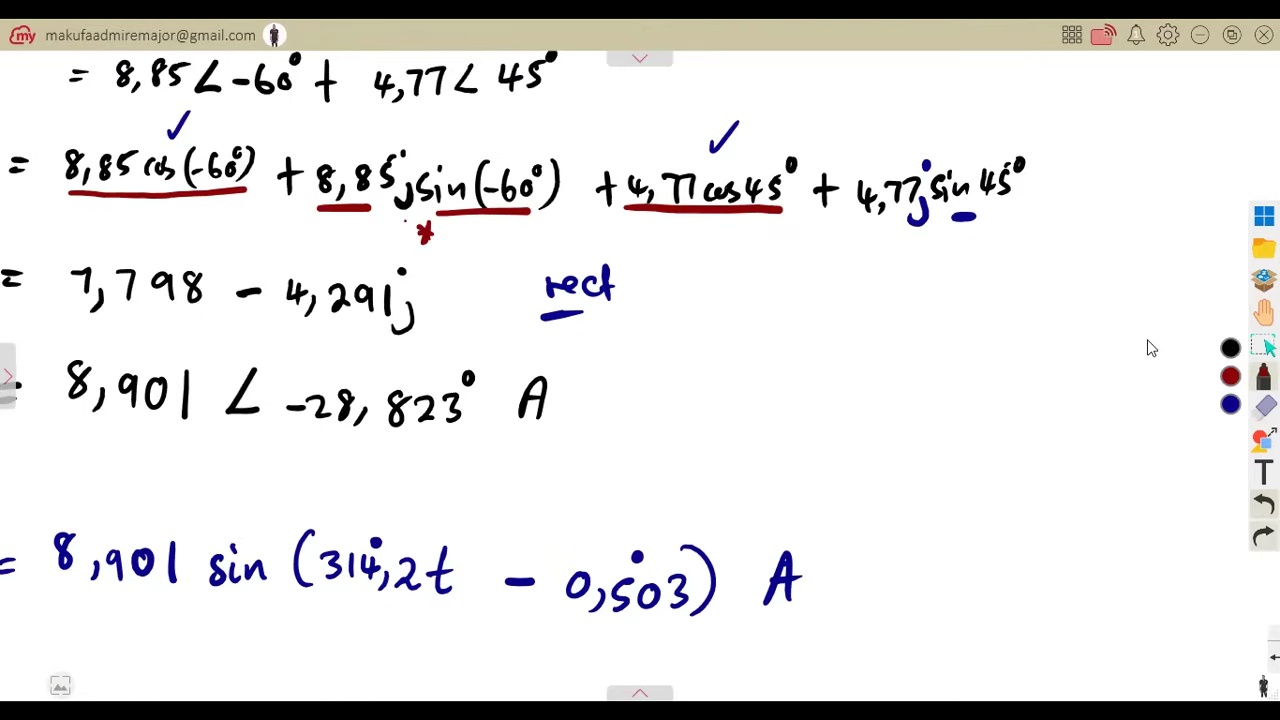 my makufaadmiremajor@gmail.com
= 8,85∠-60° + 4,77∠ 45°
= 8,85 cos(-60°) + 8,85 j sin(-60°) + 4,77 cos 45° + 4,77 j sin 45°
= 7,798 - 4,291j rect
8,901 ∠ -28,823° A
= 8,901 sin (314,2t - 0,503) A
T